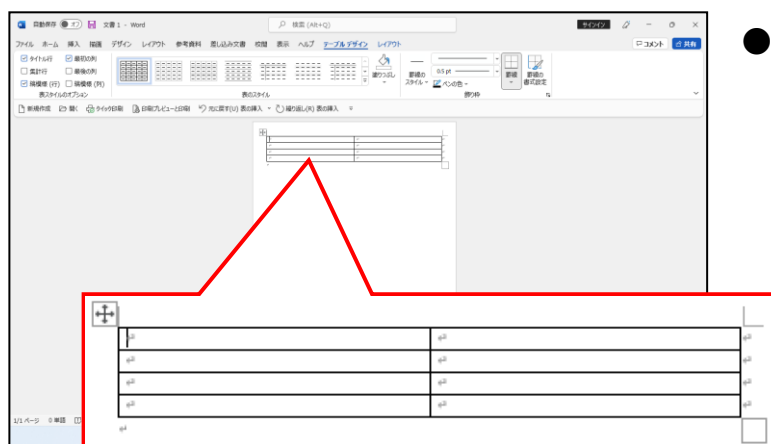 自動保存 オフ 文書 1 - Word 検索 (Alt+Q) サインイン
ファイル ホーム 挿入 描画 デザイン レイアウト 参考資料 差し込み文書 校閲 表示 ヘルプ テーブル デザイン レイアウト コメント 共有
タイトル行 最初の列
集計行 最後の列
縞模様 (行) 縞模様 (列)
塗りつぶし 罫線の スタイル 0.5 pt ペンの色 罫線 罫線の 書式設定
表スタイルのオプション 表のスタイル 飾り枠
新規作成 開く クイック印刷 印刷プレビューと印刷 元に戻す(U) 表の挿入 繰り返し(R) 表の挿入
1/1 ページ 0 単語